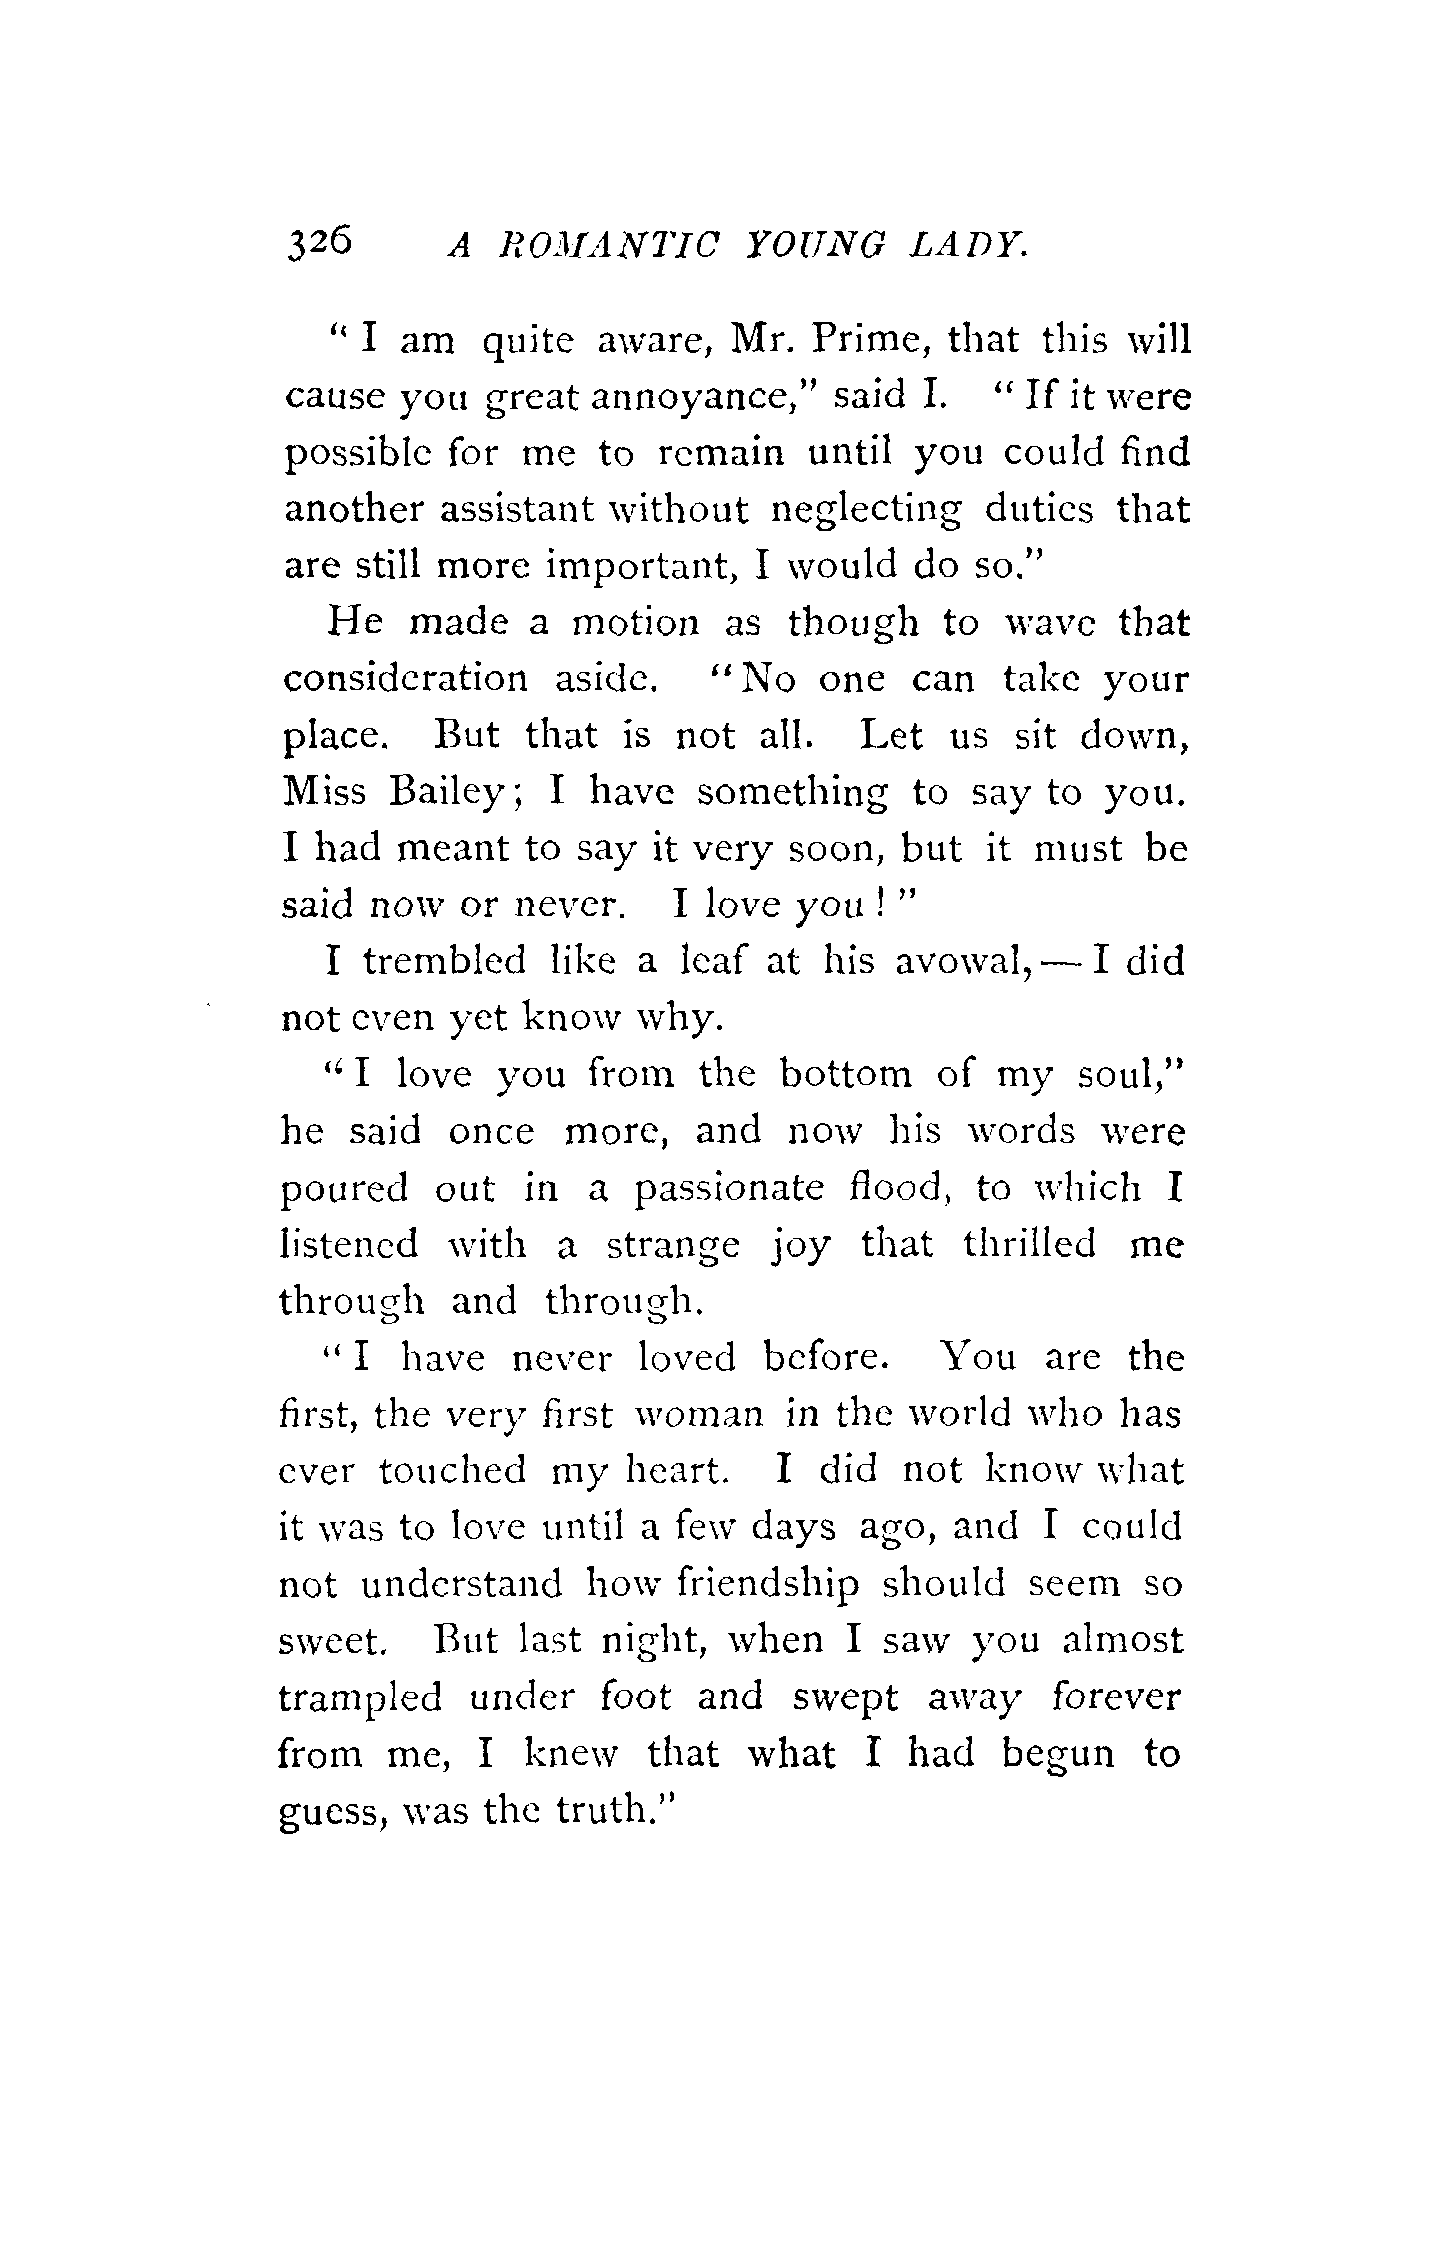 326 A ROMANTIC YOUNG LADY.
“ I am quite aware, Mr. Prime, that this will
cause you great annoyance,” said I. “ If it were
possible for me to remain until you could find
another assistant without neglecting duties that
are still more important, I would do so.”
He made a motion as though to wave that
consideration aside. “ No one can take your
place. But that is not all. Let us sit down,
Miss Bailey; I have something to say to you.
I had meant to say it very soon, but it must be
said now or never. I love you ! ”
I trembled like a leaf at his avowal, — I did
not even yet know why.
“ I love you from the bottom of my soul,”
he said once more, and now his words were
poured out in a passionate flood, to which I
listened with a strange joy that thrilled me
through and through.
“ I have never loved before. You are the
first, the very first woman in the world who has
ever touched my heart. I did not know what
it was to love until a few days ago, and I could
not understand how friendship should seem so
sweet. But last night, when I saw you almost
trampled under foot and swept away forever
from me, I knew that what I had begun to
guess, was the truth.”